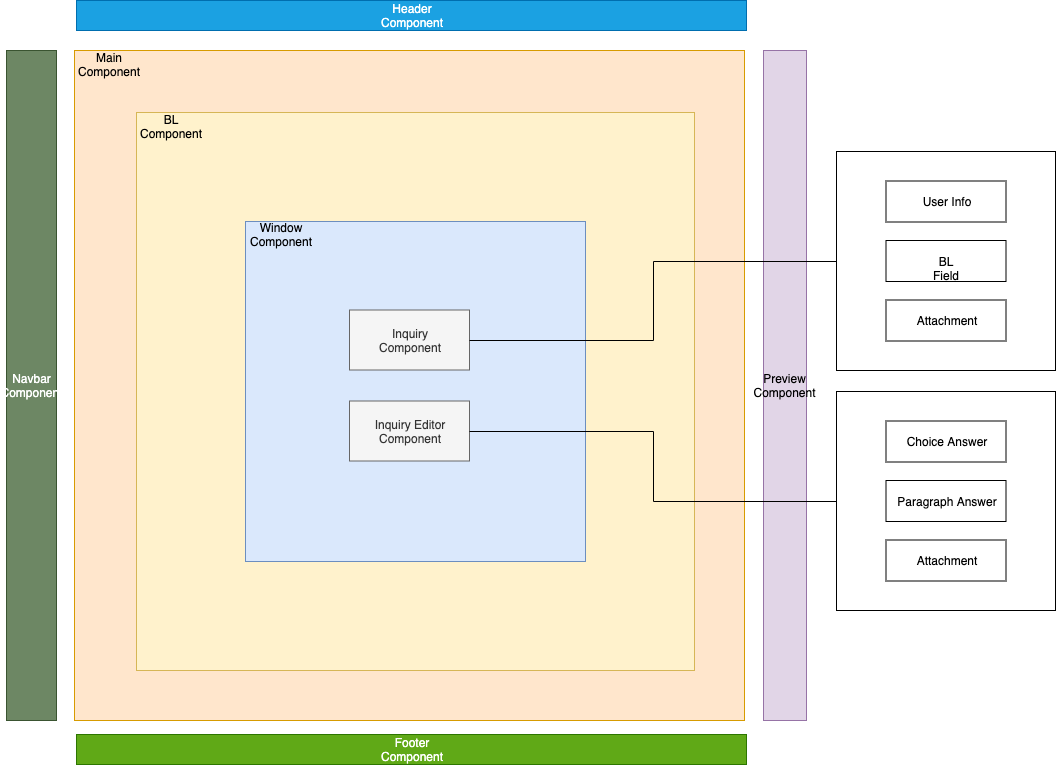 Header
Component
Main
Component
BL
Component
Window
Component
User Info
BL
Field
Attachment
Inquiry
Component
Navbar
Component
Preview
Component
Inquiry Editor
Component
Choice Answer
Paragraph Answer
Attachment
Footer
Component